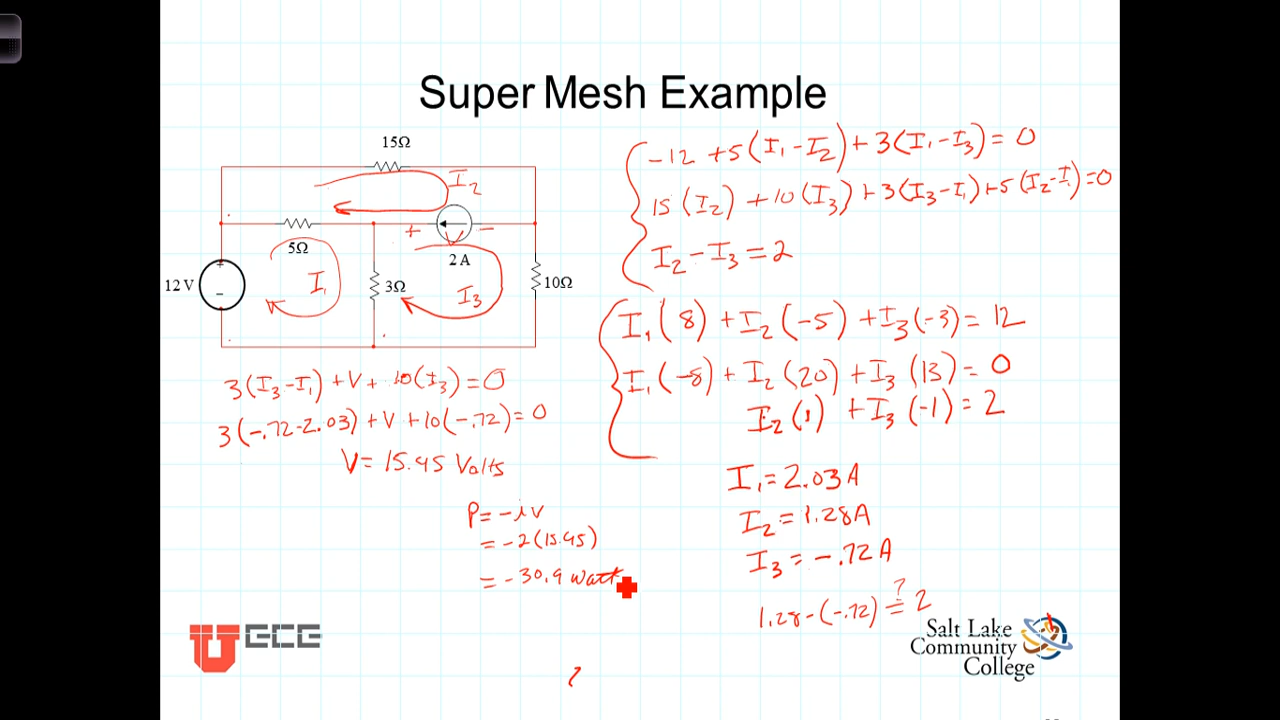 Super Mesh Example
15Ω
I₂
5Ω
+ −
2 A
12 V
+
−
I₁
3Ω
I₃
10Ω
3(I₃-I₁) + V + 10(I₃) = 0
3(-.72-2.03) + V + 10(-.72) = 0
V = 15.45 Volts
P = -iv
= -2(15.45)
= -30.9 watt
-12 + 5(I₁-I₂) + 3(I₁-I₃) = 0
15(I₂) + 10(I₃) + 3(I₃-I₁) + 5(I₂-I₁) = 0
I₂ - I₃ = 2
I₁(8) + I₂(-5) + I₃(-3) = 12
I₁(-8) + I₂(20) + I₃(13) = 0
I₂(1) + I₃(-1) = 2
I₁ = 2.03 A
I₂ = 1.28 A
I₃ = -.72 A
1.28-(-.72) ≟ 2
U ECE
Salt Lake
Community
College